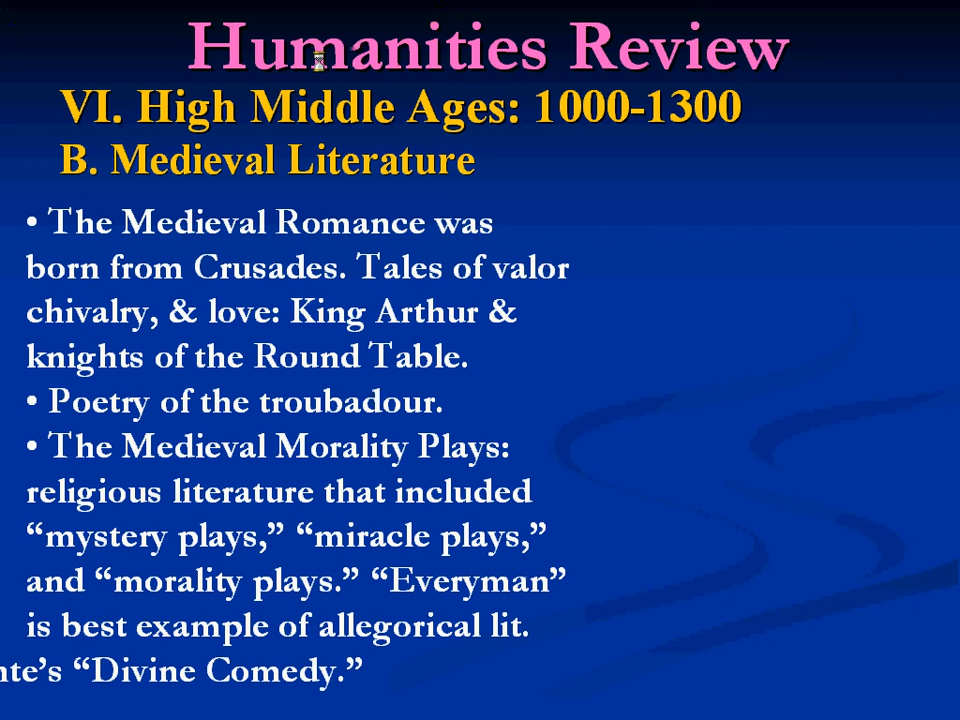 Humanities Review
VI. High Middle Ages: 1000-1300
B. Medieval Literature
• The Medieval Romance was
born from Crusades. Tales of valor
chivalry, & love: King Arthur &
knights of the Round Table.
• Poetry of the troubadour.
• The Medieval Morality Plays:
religious literature that included
“mystery plays,” “miracle plays,”
and “morality plays.” “Everyman”
is best example of allegorical lit.
nte’s “Divine Comedy.”